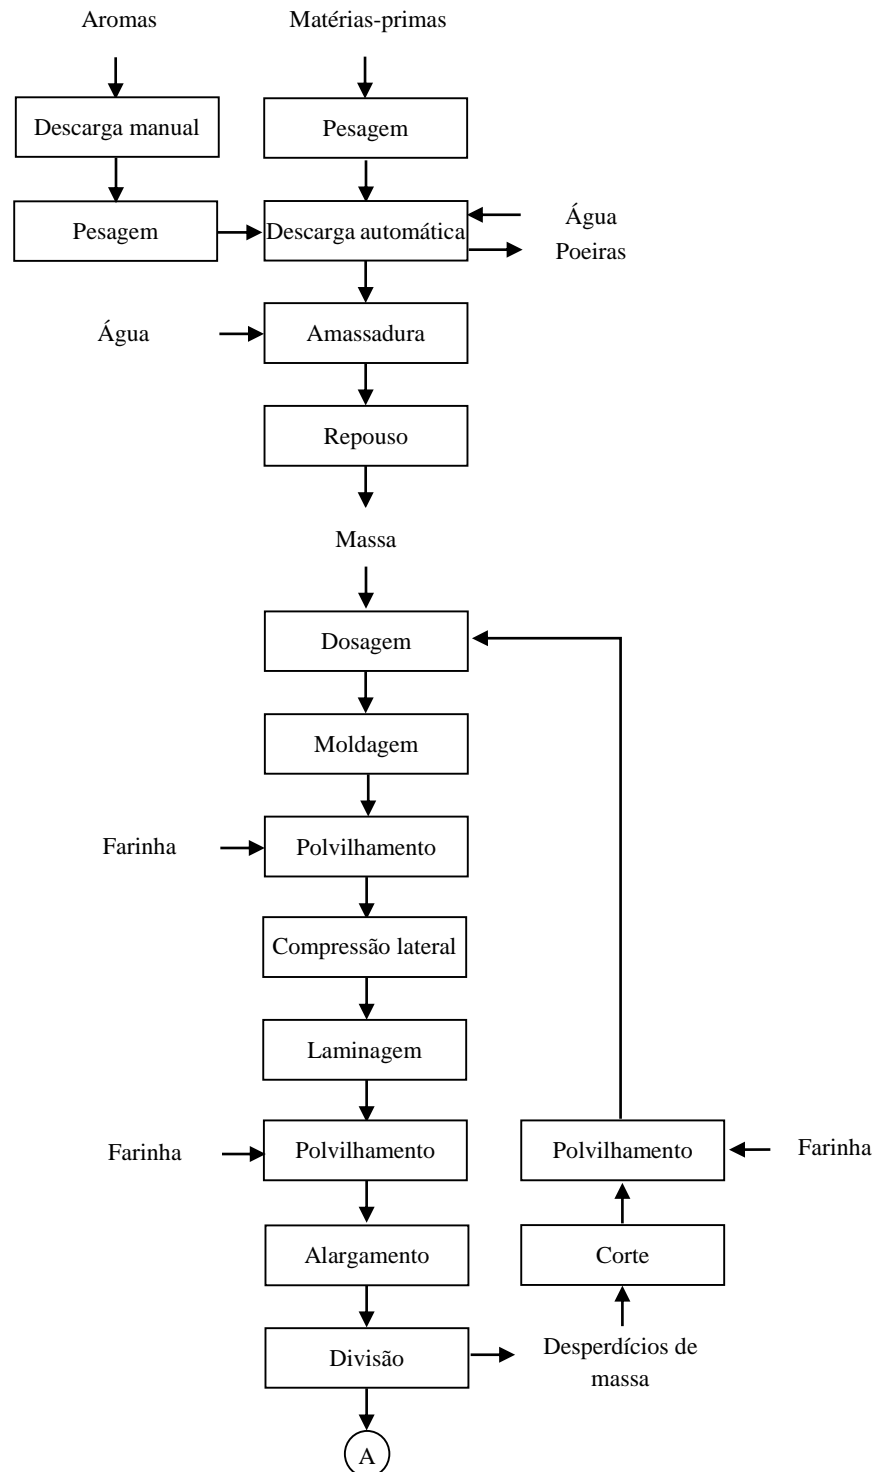 Aromas
Matérias-primas
Descarga manual
Pesagem
Pesagem
Descarga automática
Água
Poeiras
Água
Amassadura
Repouso
Massa
Dosagem
Moldagem
Farinha
Polvilhamento
Compressão lateral
Laminagem
Farinha
Polvilhamento
Polvilhamento
Farinha
Alargamento
Corte
Divisão
Desperdícios de
massa
A